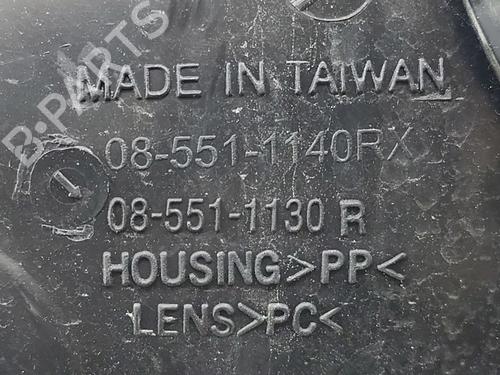 B-PARTS
MADE IN TAIWAN
08-551-1140RX
08-551-1130 R
HOUSING>PP<
LENS>PC<